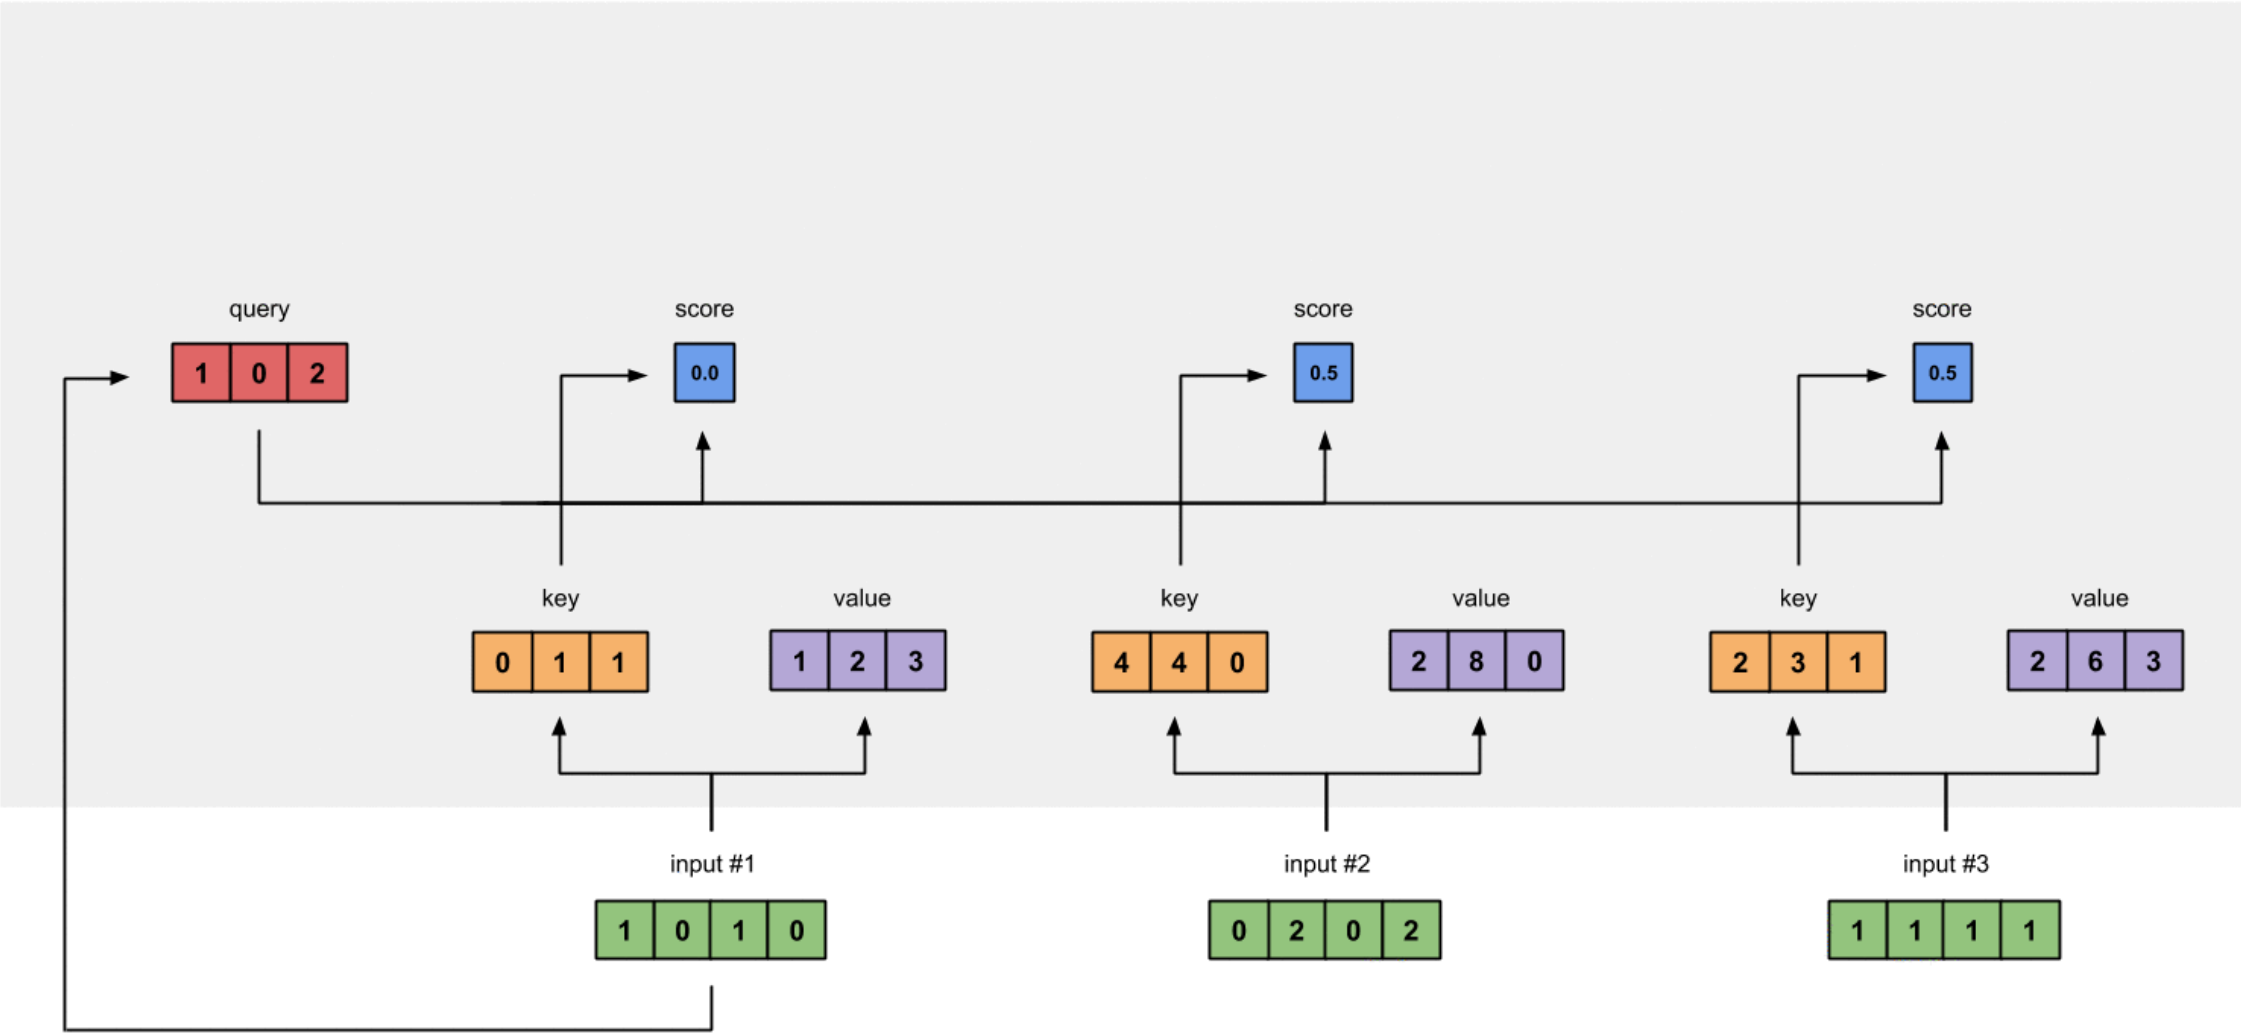 query score score score
1 0 2 0.0 0.5 0.5
key value key value key value
0 1 1 1 2 3 4 4 0 2 8 0 2 3 1 2 6 3
input #1 input #2 input #3
1 0 1 0 0 2 0 2 1 1 1 1